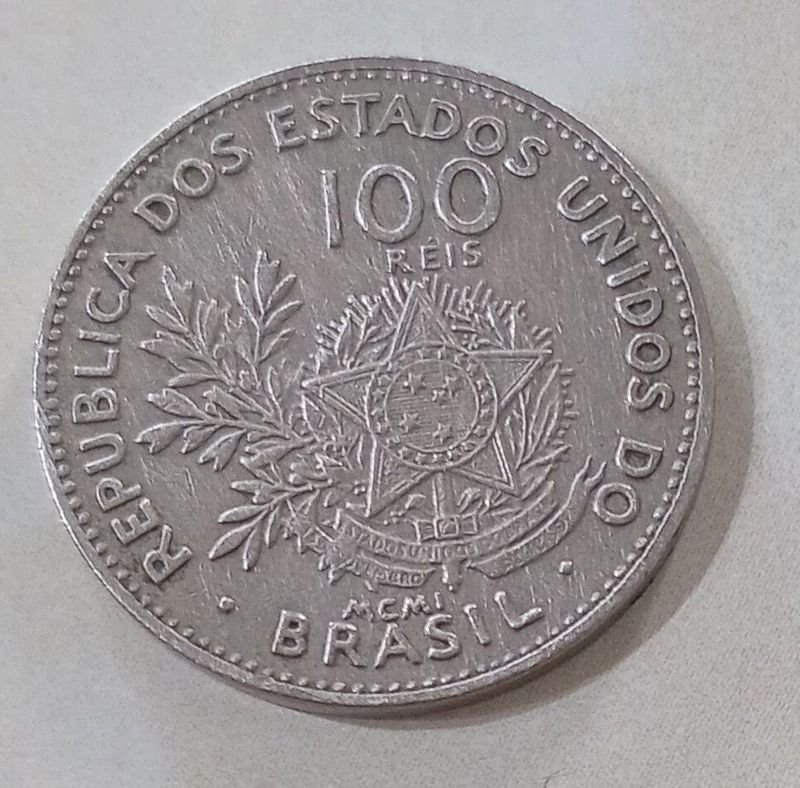 REPUBLICA DOS ESTADOS UNIDOS DO
100
RÉIS
MCMI
· BRASIL ·